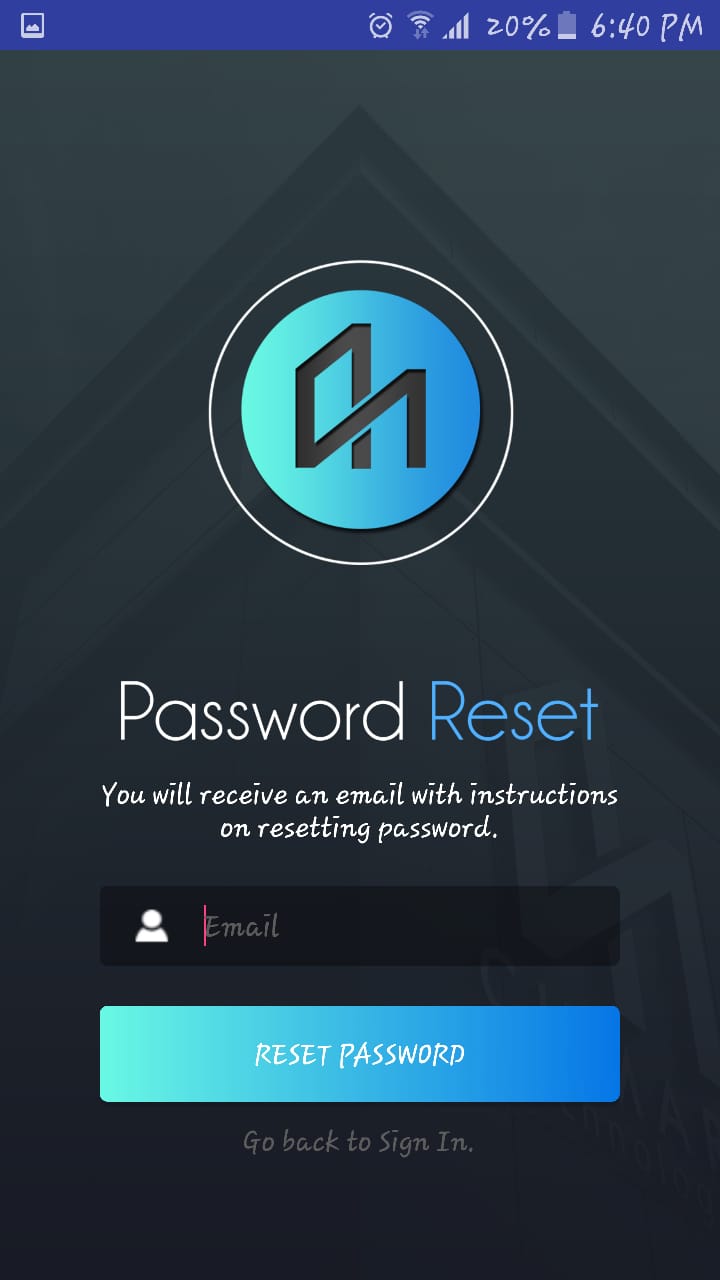 20% 6:40 PM
Password Reset
You will receive an email with instructions
on resetting password.
Email
RESET PASSWORD
Go back to Sign In.